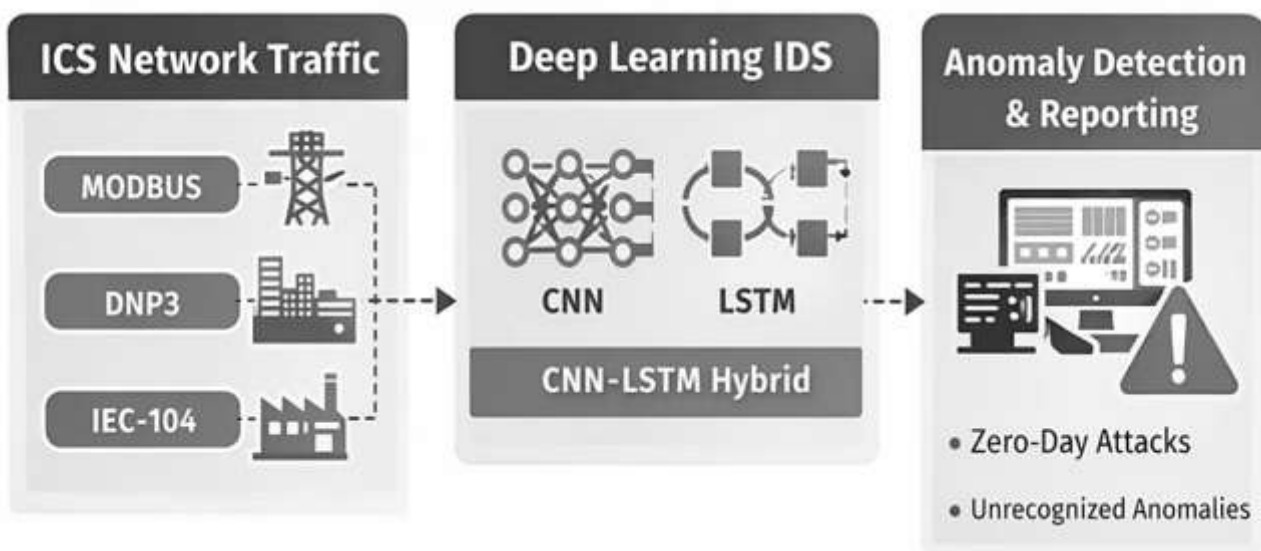 ICS Network Traffic
MODBUS
DNP3
IEC-104
Deep Learning IDS
CNN
LSTM
CNN-LSTM Hybrid
Anomaly Detection
& Reporting
• Zero-Day Attacks
• Unrecognized Anomalies